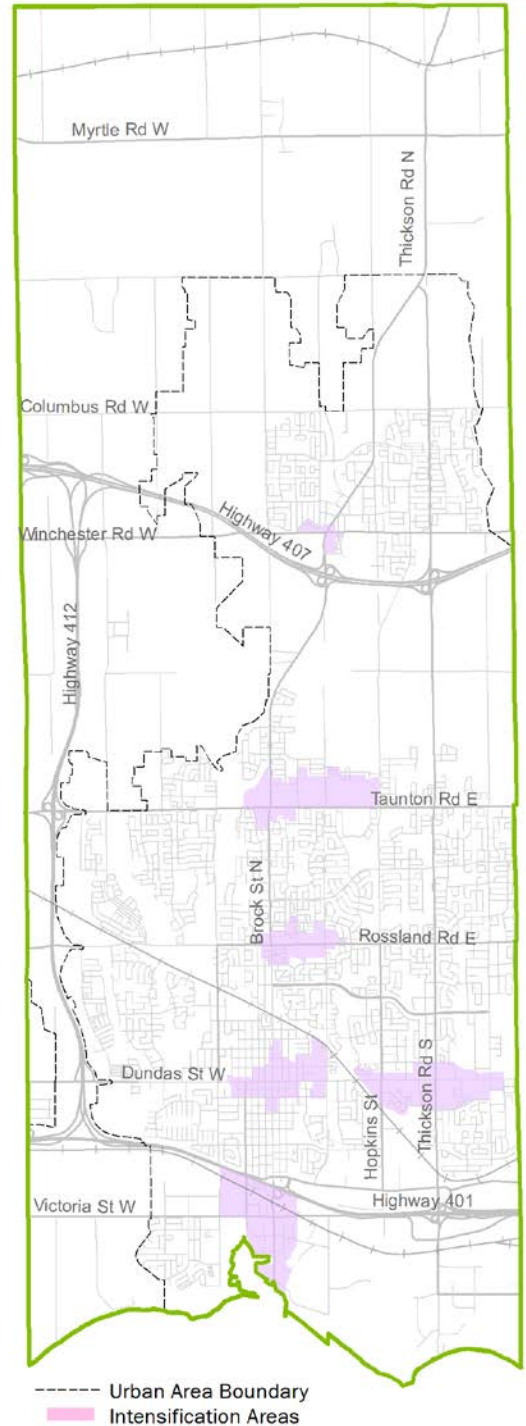 Myrtle Rd W
Thickson Rd N
Columbus Rd W
Highway 407
Winchester Rd W
Highway 412
Taunton Rd E
Brock St N
Rossland Rd E
Dundas St W
Hopkins St
Thickson Rd S
Victoria St W
Highway 401
Urban Area Boundary
Intensification Areas